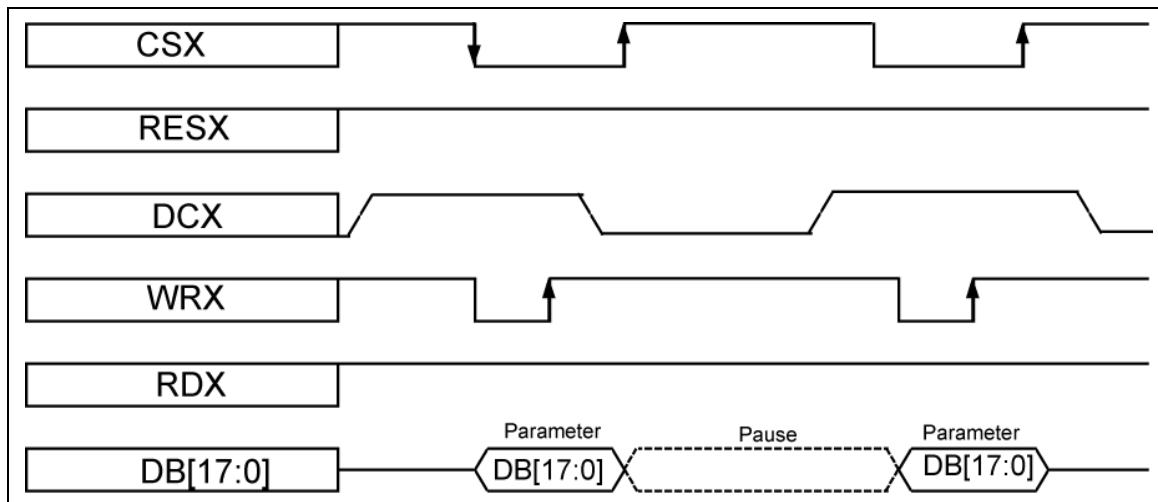 CSX
RESX
DCX
WRX
RDX
Parameter Pause Parameter
DB[17:0] DB[17:0] DB[17:0]